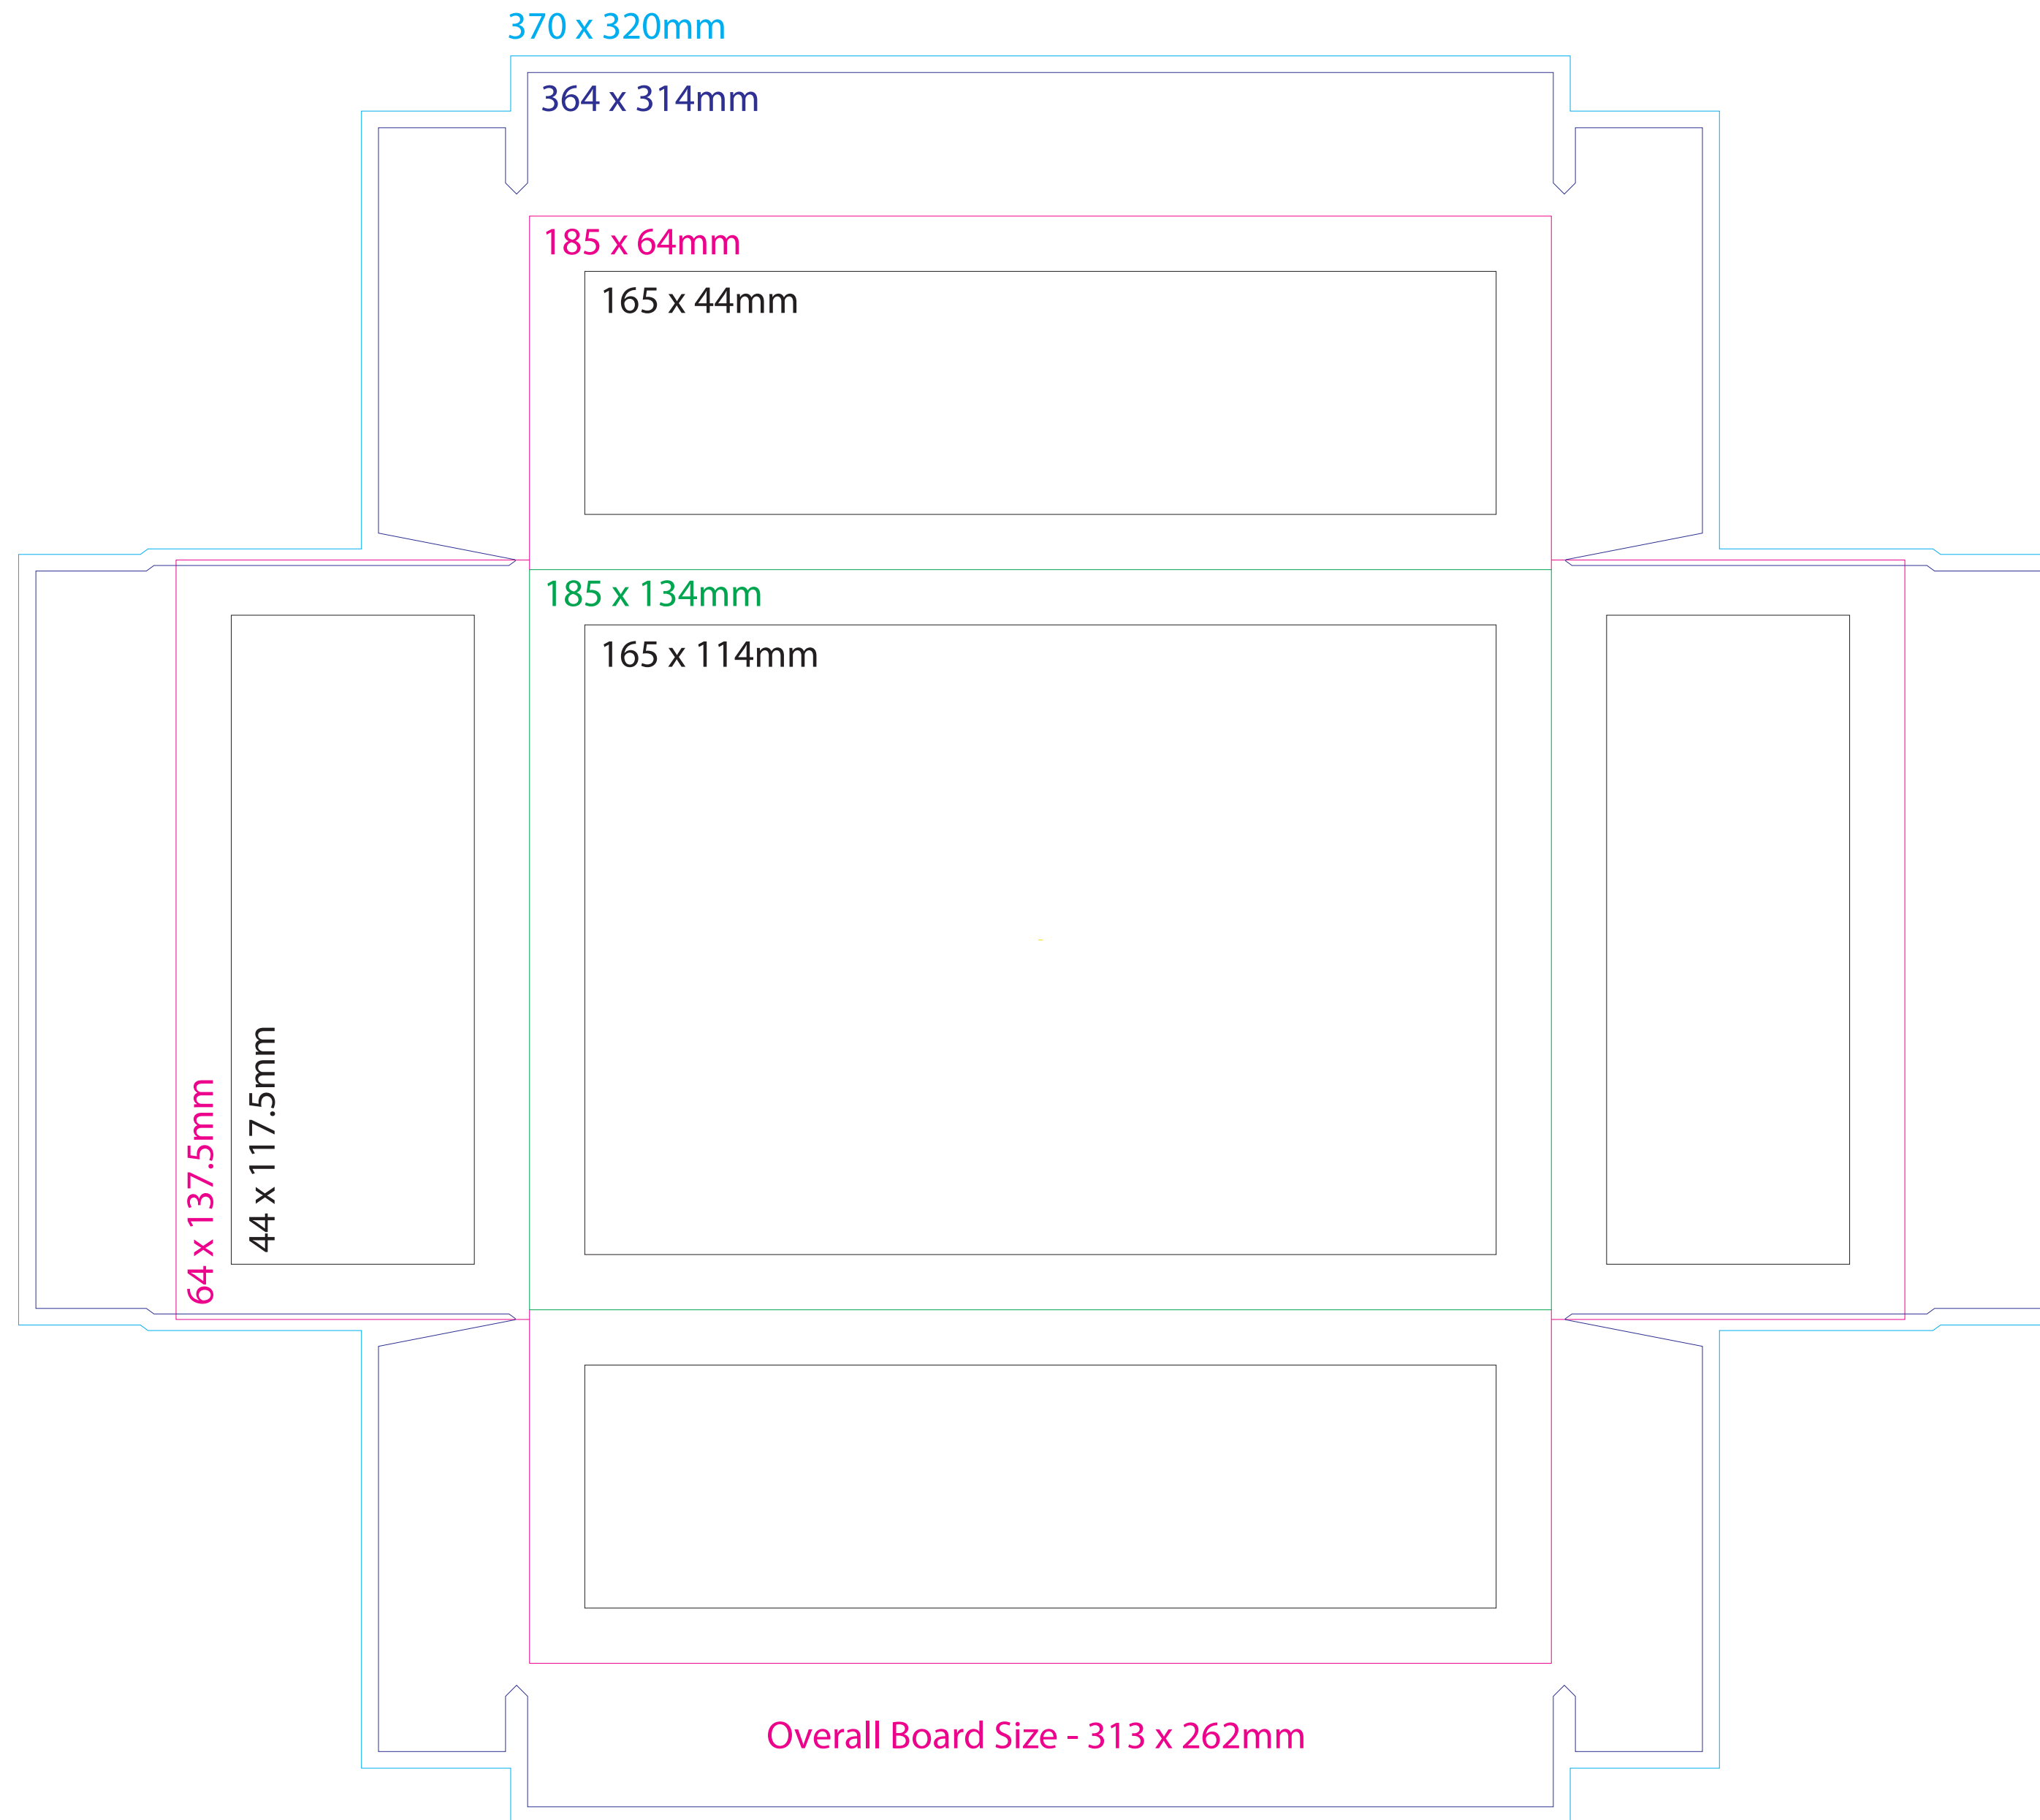 370 x 320mm
364 x 314mm
185 x 64mm
165 x 44mm
185 x 134mm
165 x 114mm
64 x 137.5mm
44 x 117.5mm
Overall Board Size - 313 x 262mm